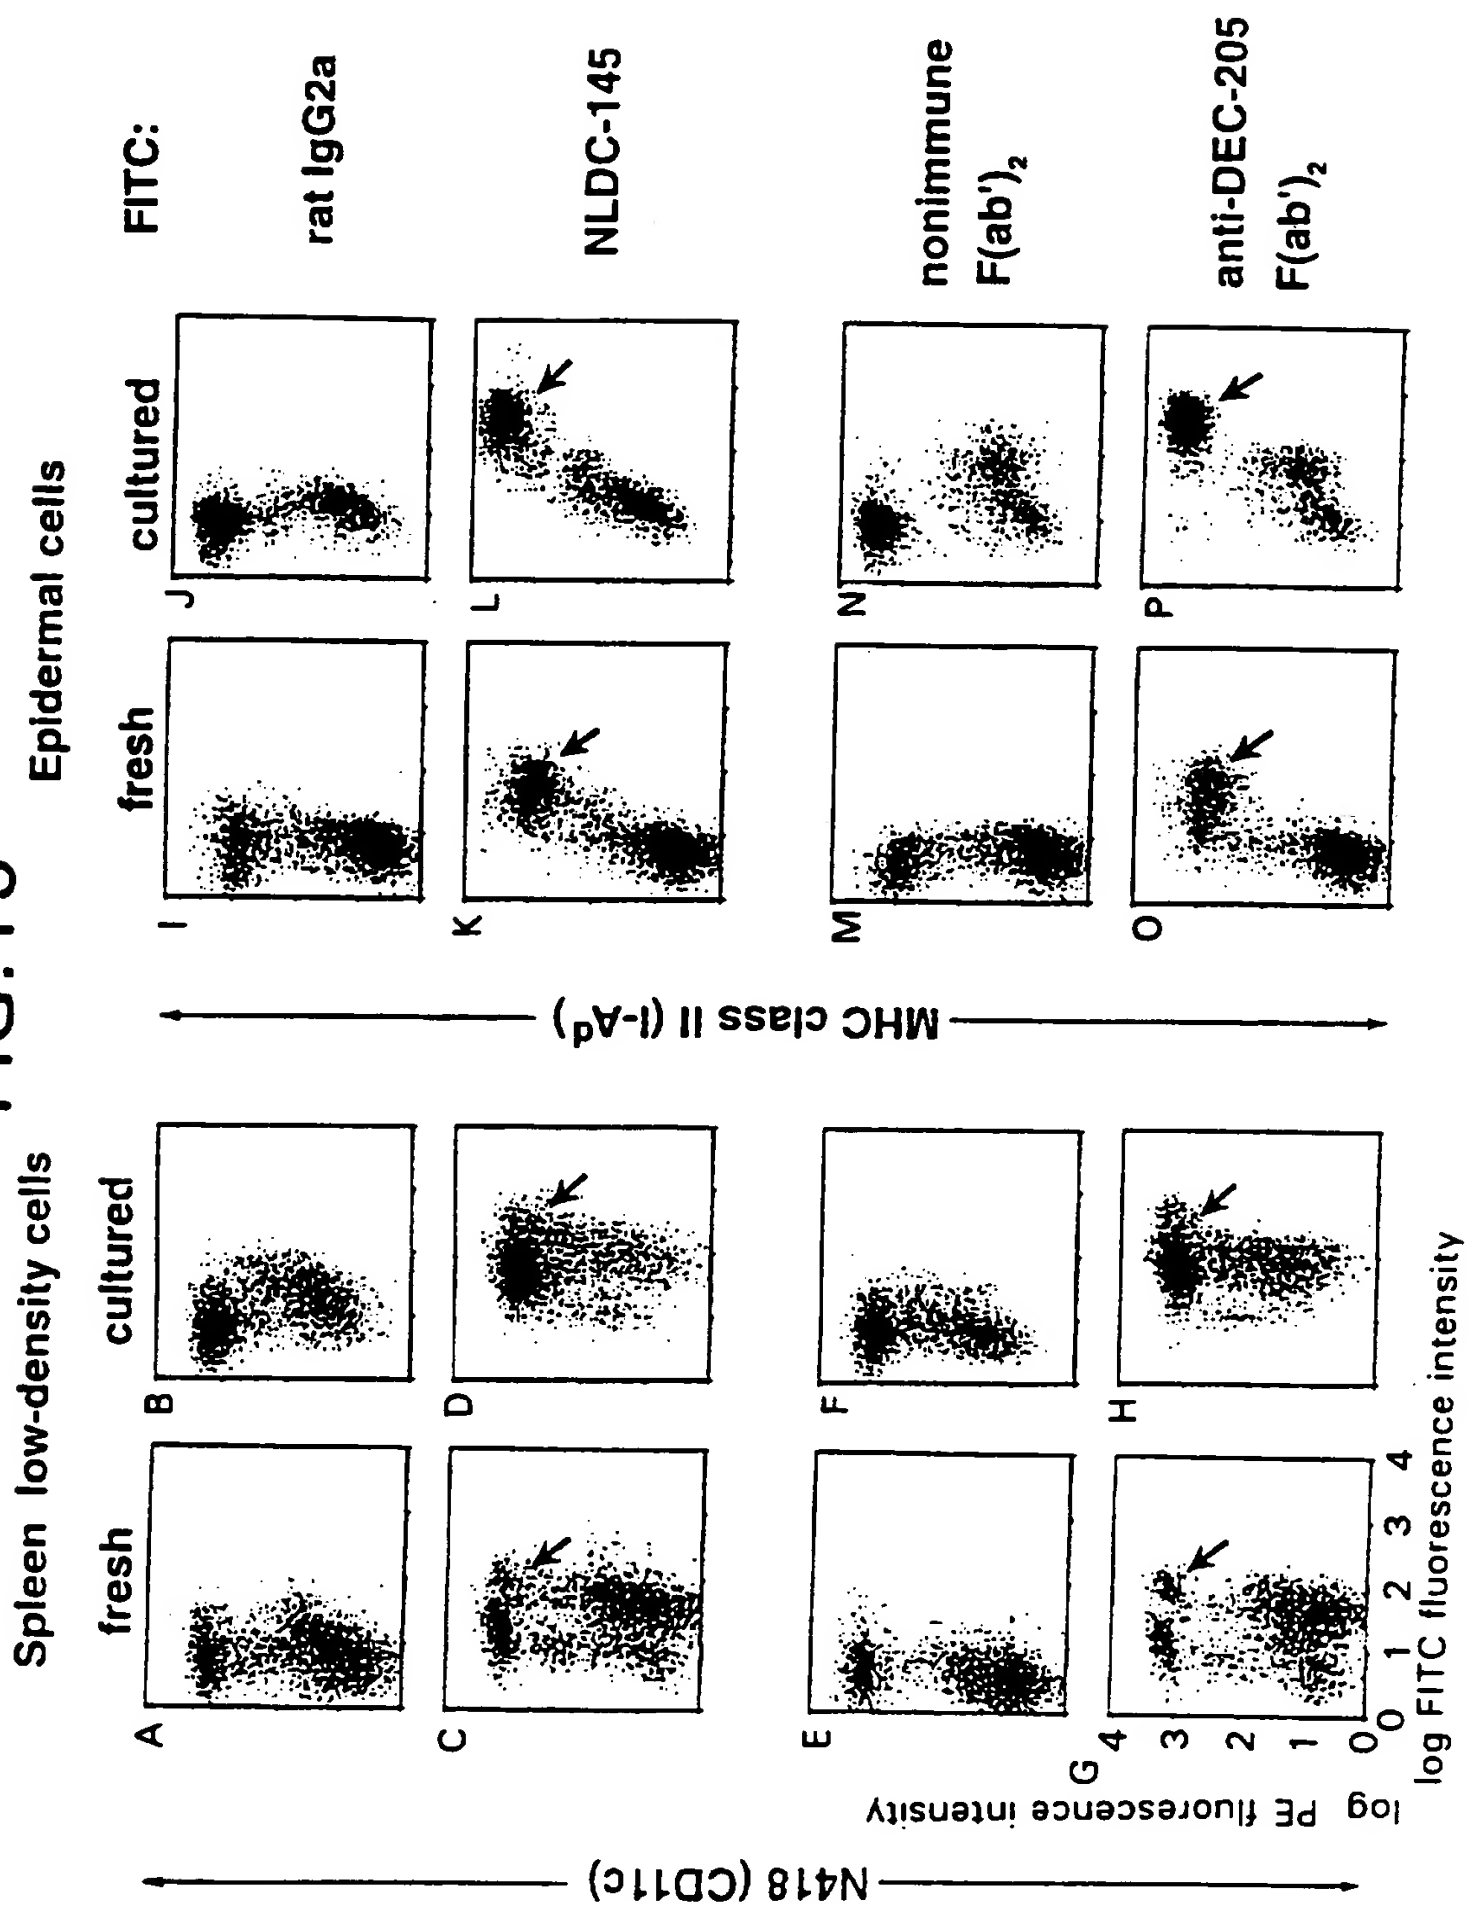 Spleen low-density cells
Epidermal cells
fresh
cultured
fresh
cultured
FITC:
A
B
I
J
rat IgG2a
C
D
K
L
NLDC-145
E
F
M
N
nonimmune
F(ab')₂
G
H
O
P
anti-DEC-205
F(ab')₂
N418 (CD11c)
MHC class II (I-Aᵈ)
log PE fluorescence intensity
4
3
2
1
0
0 1 2 3 4
log FITC fluorescence intensity